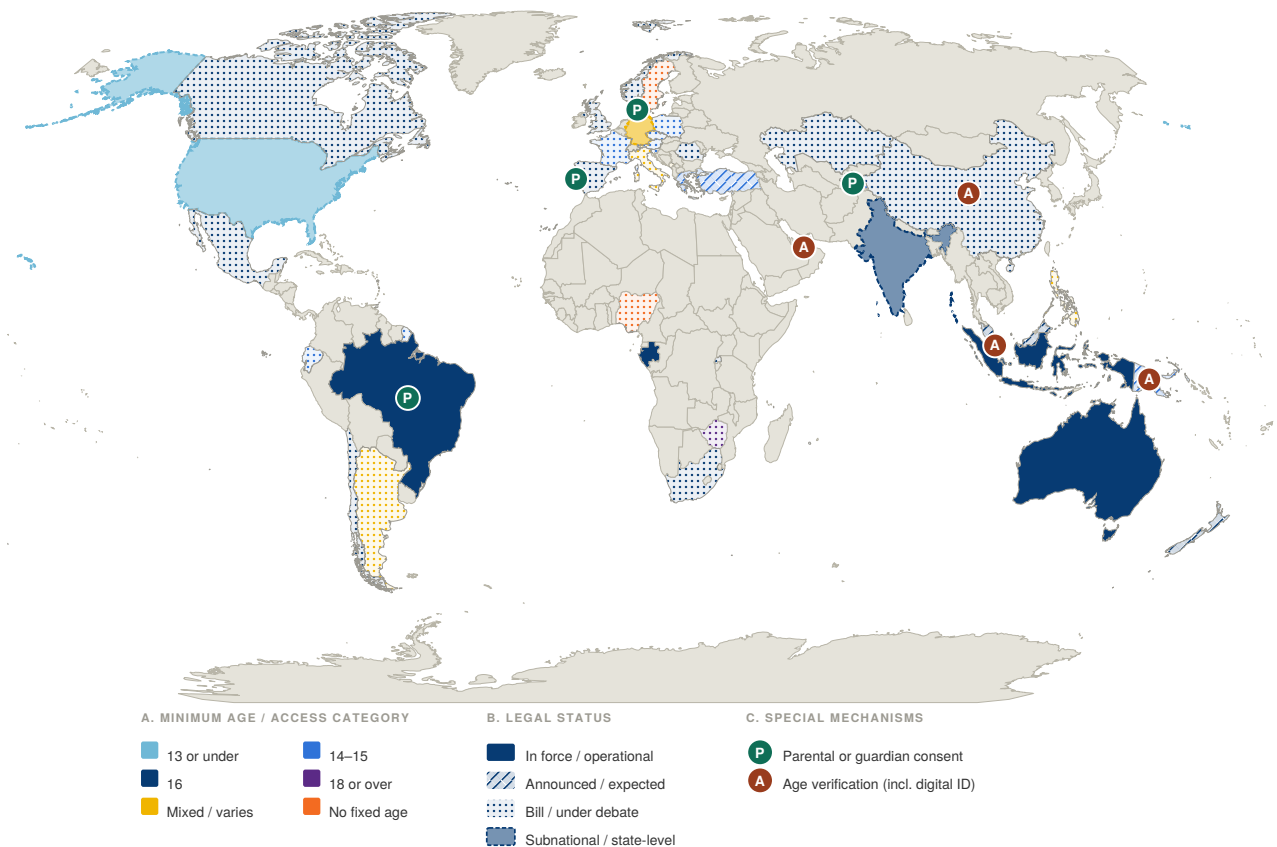 P
P
P
A
A
A
P
A
A. MINIMUM AGE / ACCESS CATEGORY
B. LEGAL STATUS
C. SPECIAL MECHANISMS
13 or under
14–15
In force / operational
P Parental or guardian consent
16
18 or over
Announced / expected
A Age verification (incl. digital ID)
Mixed / varies
No fixed age
Bill / under debate
Subnational / state-level